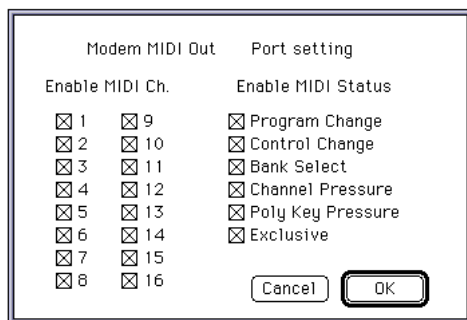 Modem MIDI Out Port setting
Enable MIDI Ch. Enable MIDI Status
1 9 Program Change
2 10 Control Change
3 11 Bank Select
4 12 Channel Pressure
5 13 Poly Key Pressure
6 14 Exclusive
7 15
8 16
Cancel OK